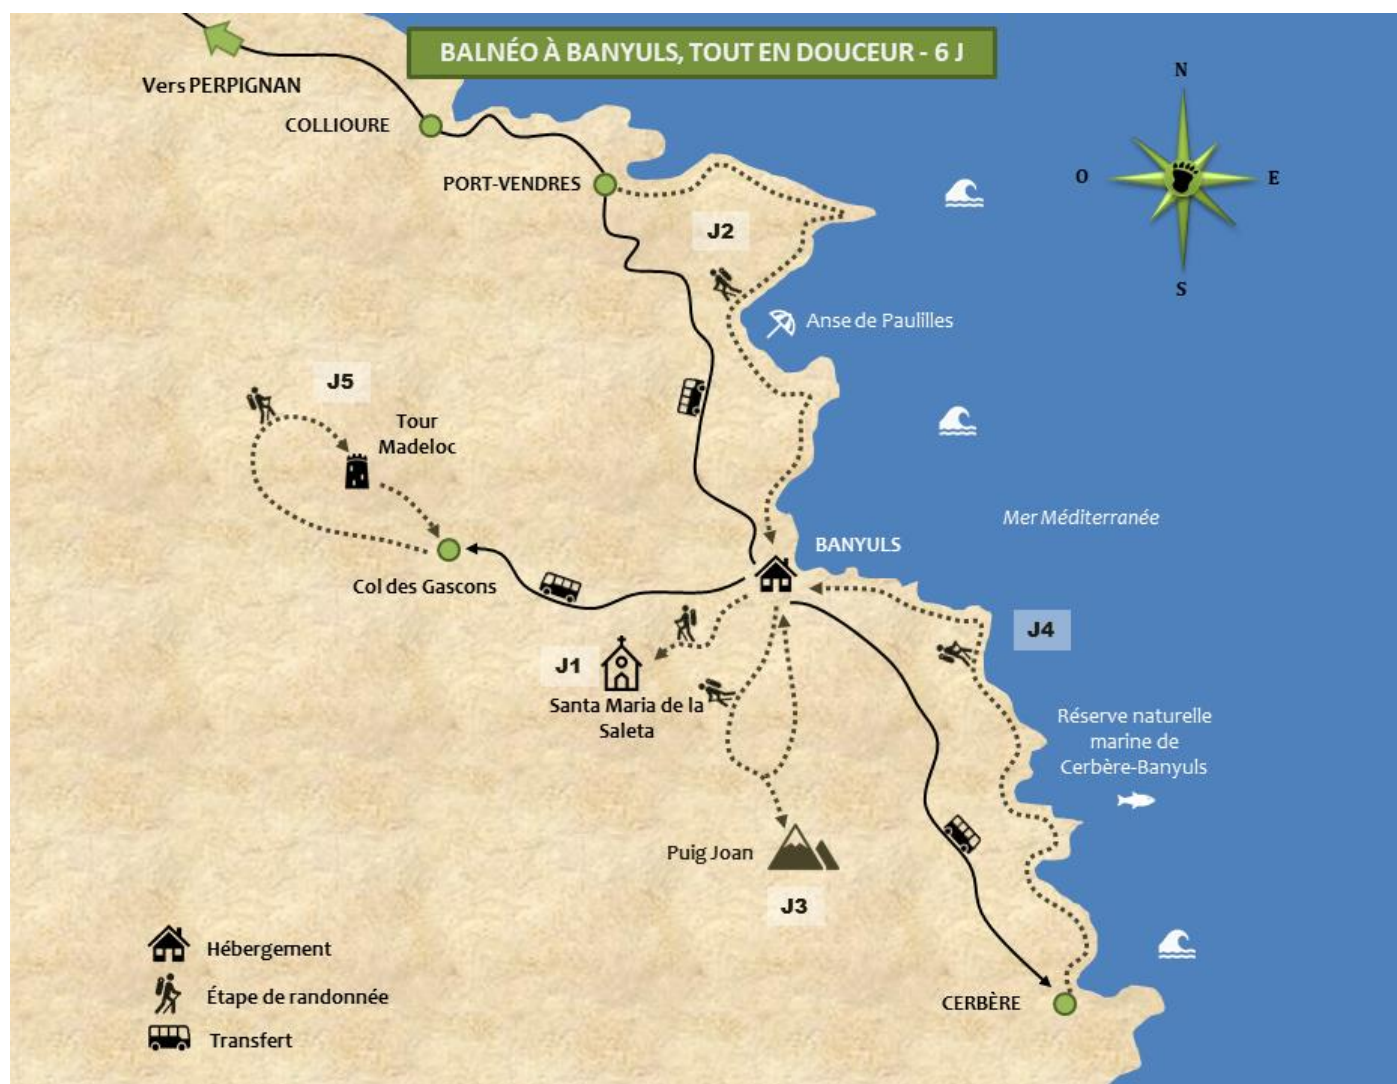 BALNÉO À BANYULS, TOUT EN DOUCEUR - 6 J
N
Vers PERPIGNAN
COLLIOURE
PORT-VENDRES
O
E
J2
S
Anse de Paulilles
J5
Tour
Madeloc
Mer Méditerranée
BANYULS
Col des Gascons
J4
J1
Santa Maria de la
Saleta
Réserve naturelle
marine de
Cerbère-Banyuls
Puig Joan
J3
Hébergement
Étape de randonnée
CERBÈRE
Transfert